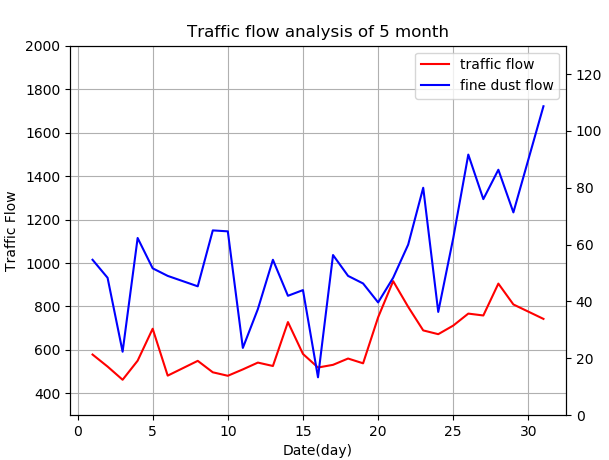 Traffic flow analysis of 5 month
traffic flow
fine dust flow
2000
1800
1600
1400
1200
1000
800
600
400
Traffic Flow
120
100
80
60
40
20
0
0 5 10 15 20 25 30
Date(day)